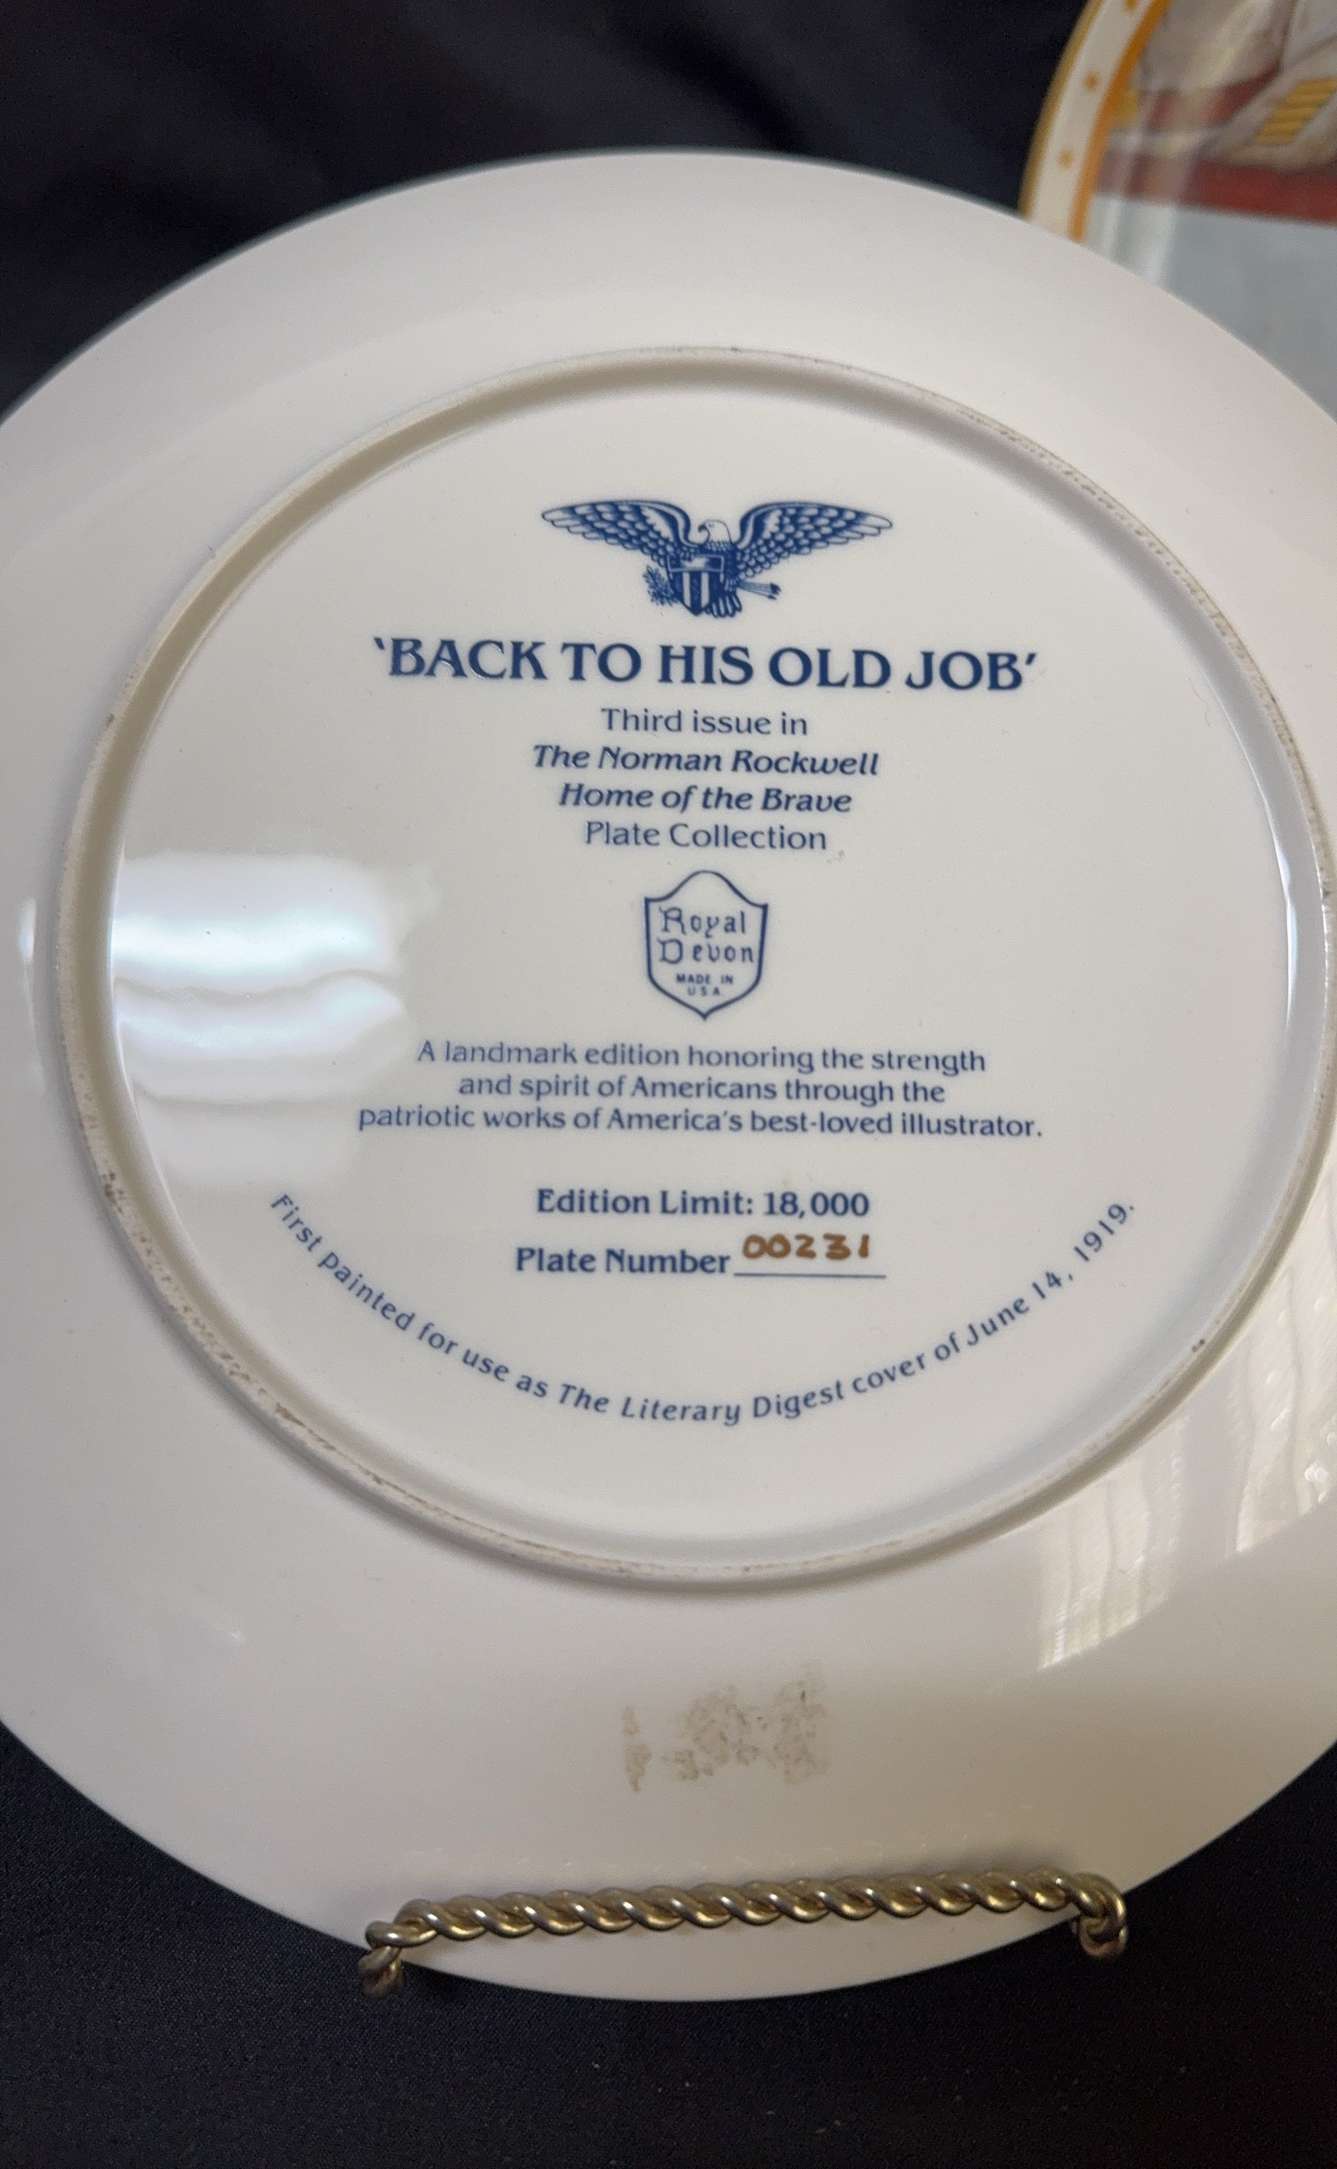 'BACK TO HIS OLD JOB'
Third issue in
The Norman Rockwell
Home of the Brave
Plate Collection
Royal
Devon
MADE IN
U S A
A landmark edition honoring the strength
and spirit of Americans through the
patriotic works of America's best-loved illustrator.
Edition Limit: 18,000
Plate Number 00231
First painted for use as The Literary Digest cover of June 14, 1919.